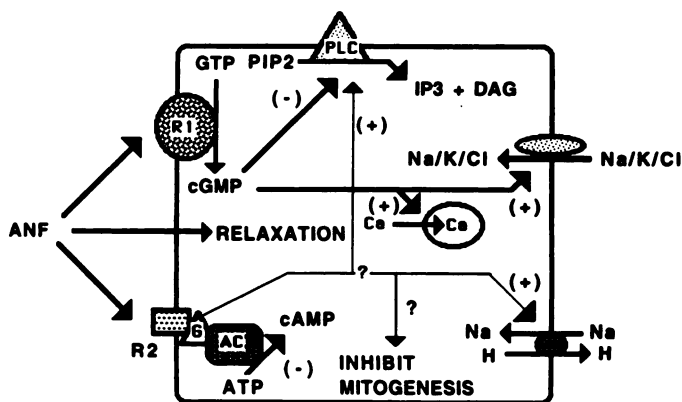 PLC
GTP PIP2
IP3 + DAG
(-)
(+)
R1
Na/K/Cl Na/K/Cl
cGMP
(+)
(+)
Ca Ca
ANF
RELAXATION
?
(+)
?
cAMP
G
Na Na
R2
AC
H H
(-)
ATP
INHIBIT
MITOGENESIS